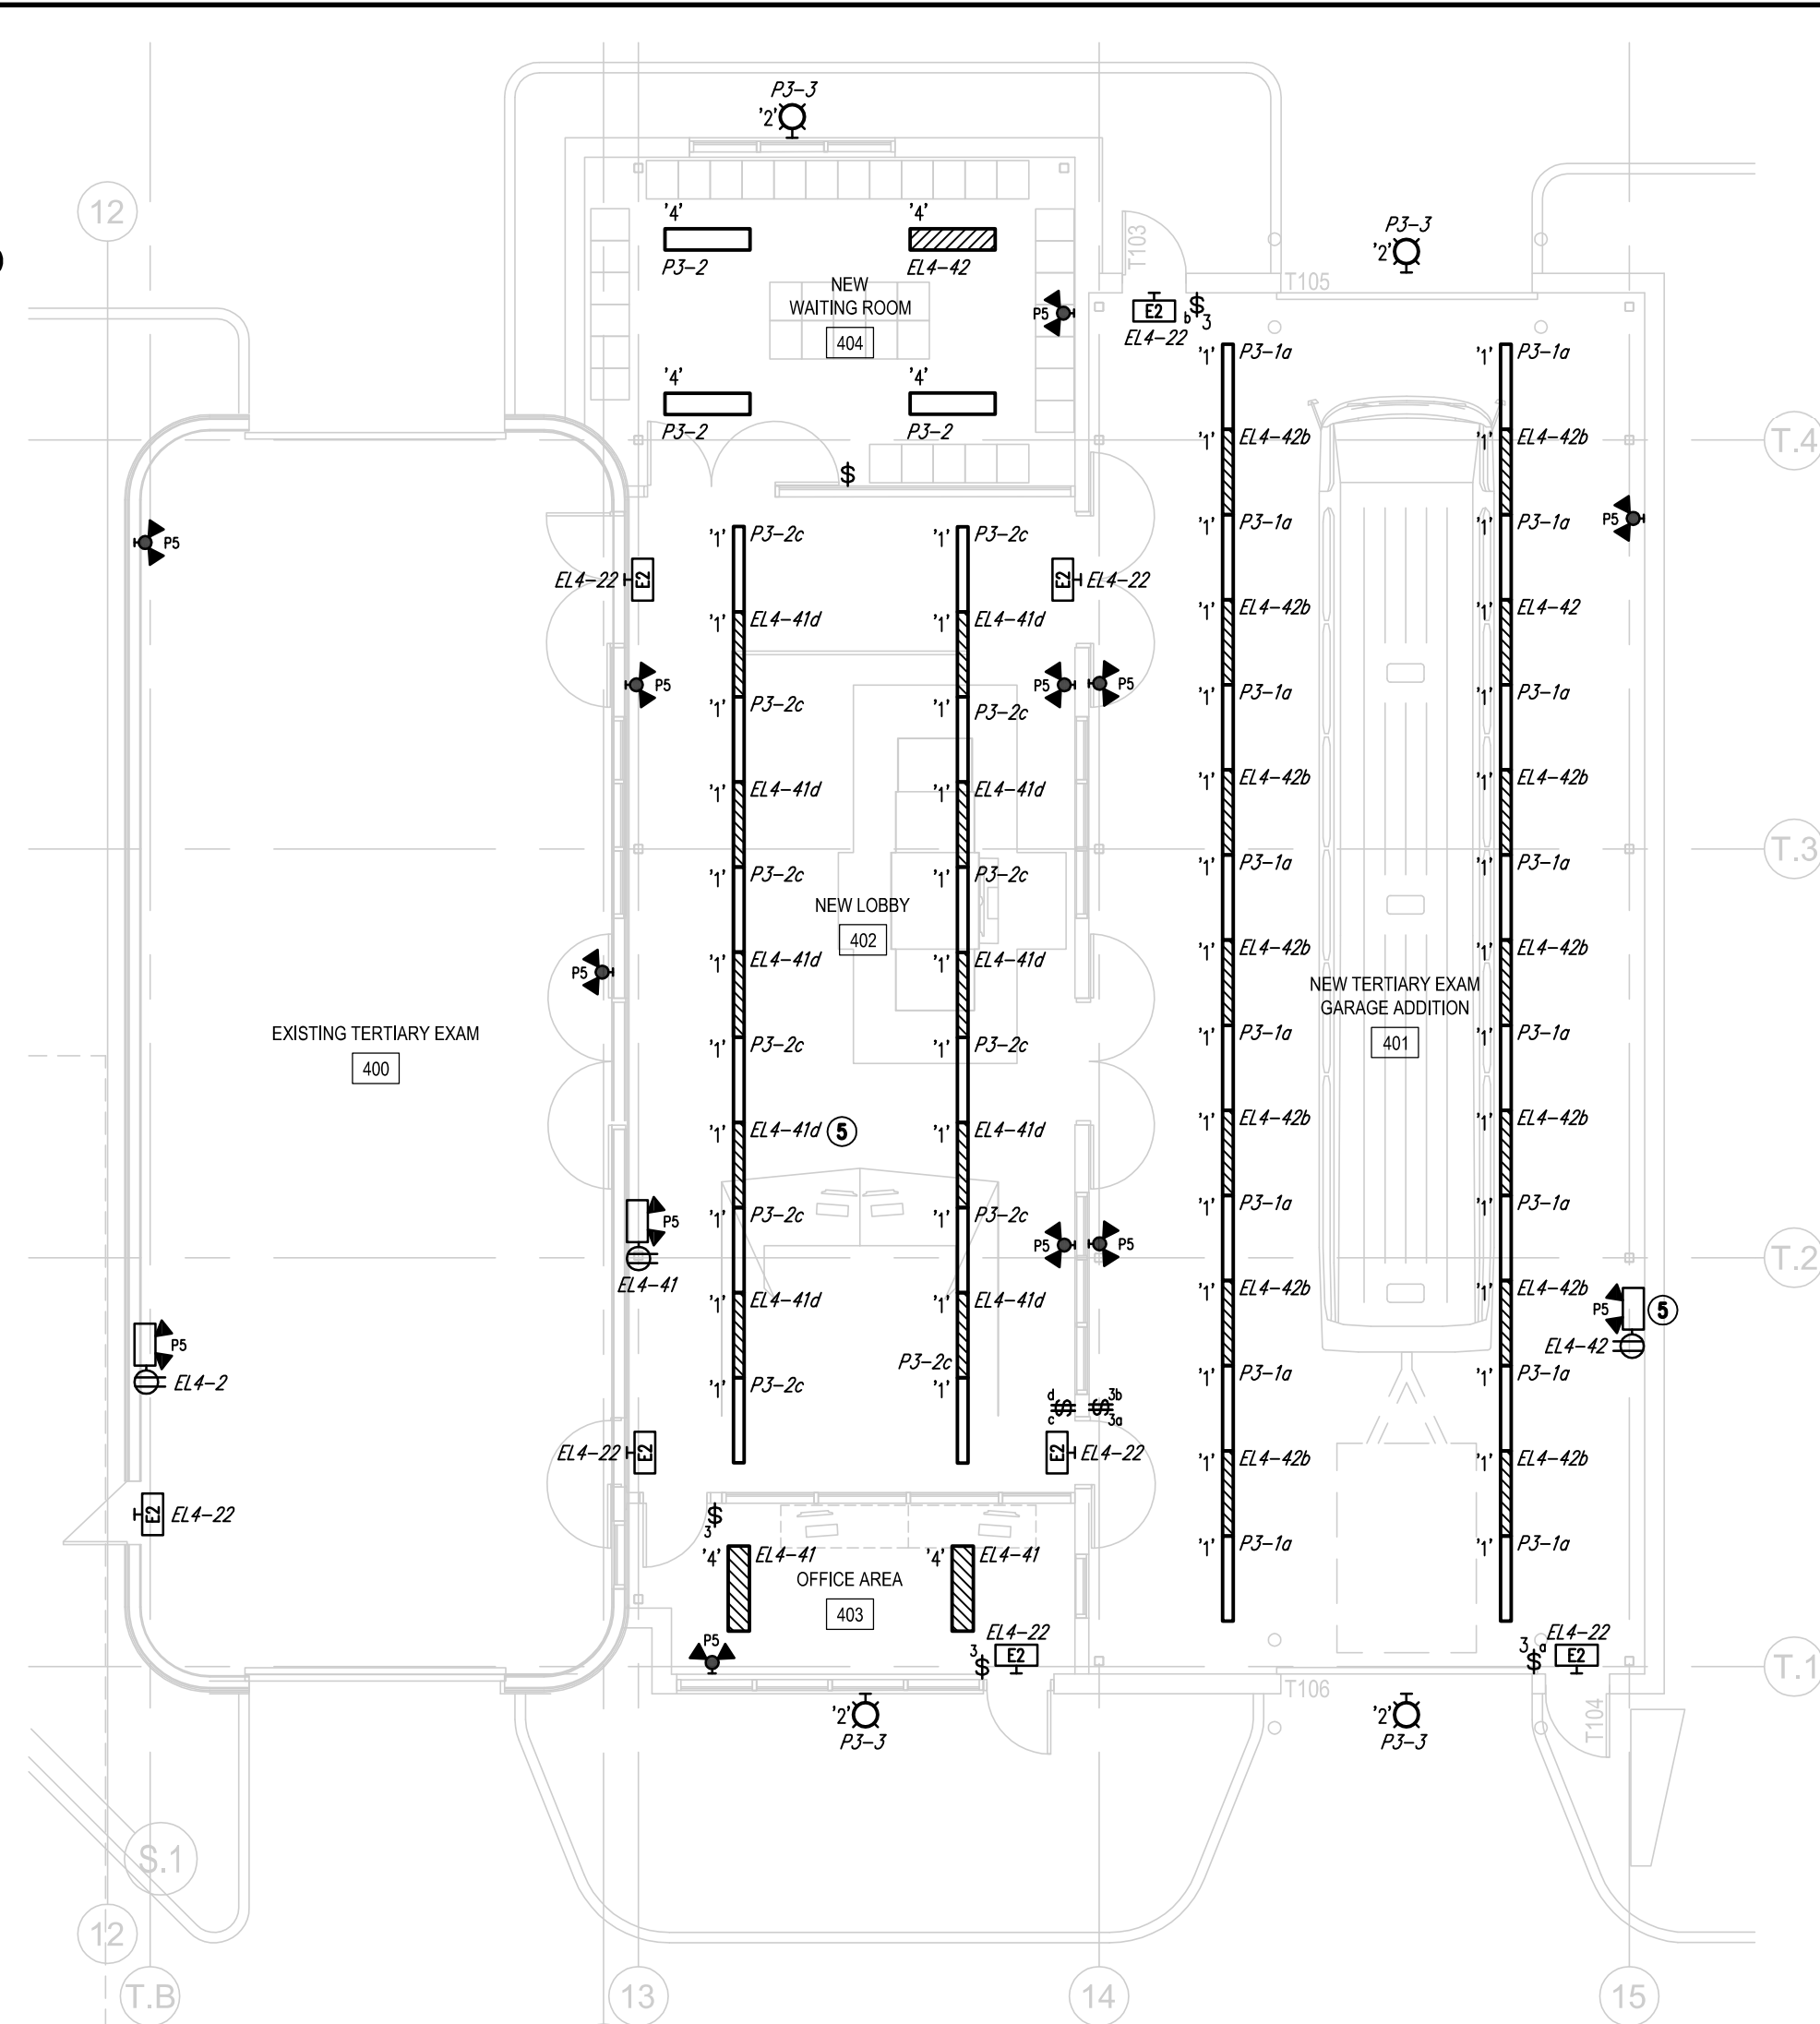 P3-3
'2'
12
P3-3
'2'
'4'
'4'
P3-2
EL4-42
T103
T105
NEW
WAITING ROOM
404
P5
E2
b
$
3
EL4-22
'4'
'4'
P3-2
P3-2
$
'1' P3-1a
'1' P3-1a
'1' EL4-42b
'1' EL4-42b
T.4
'1' P3-1a
'1' P3-1a
P5
'1' EL4-42b
'1' EL4-42
'1' P3-1a
'1' P3-1a
'1' EL4-42b
'1' EL4-42b
'1' P3-1a
'1' P3-1a
T.3
'1' EL4-42b
'1' EL4-42b
NEW TERTIARY EXAM
GARAGE ADDITION
401
'1' P3-1a
'1' P3-1a
'1' EL4-42b
'1' EL4-42b
'1' P3-1a
'1' P3-1a
T.2
'1' EL4-42b
'1' EL4-42b
P5
5
EL4-42
'1' P3-1a
'1' P3-1a
'1' EL4-42b
'1' EL4-42b
'1' P3-1a
'1' P3-1a
P5
'1' P3-2c
'1' P3-2c
EL4-22 E2
E2 EL4-22
'1' EL4-41d
'1' EL4-41d
P5
P5
P5
'1' P3-2c
'1' P3-2c
'1' EL4-41d
'1' EL4-41d
'1' P3-2c
'1' P3-2c
NEW LOBBY
402
P5
'1' EL4-41d
'1' EL4-41d
EXISTING TERTIARY EXAM
400
'1' P3-2c
'1' P3-2c
'1' EL4-41d
5
'1' EL4-41d
P5
'1' P3-2c
'1' P3-2c
P5
P5
EL4-41
'1' EL4-41d
'1' EL4-41d
P5
EL4-2
'1' P3-2c
P3-2c
'1'
d
c
$
$
3b
3a
EL4-22 E2
E2 EL4-22
E2 EL4-22
$
3
'4' EL4-41
'4' EL4-41
OFFICE AREA
403
P5
EL4-22
3
$
E2
3
$
a
EL4-22
E2
T.1
T106
T104
'2'
P3-3
'2'
P3-3
S.1
12
T.B
13
14
15